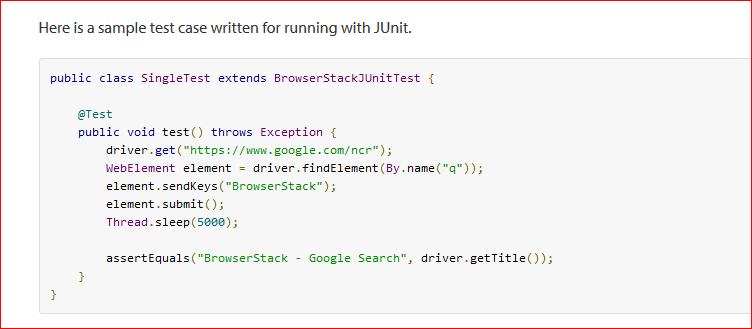 Here is a sample test case written for running with JUnit.
public class SingleTest extends BrowserStackJUnitTest {
@Test
public void test() throws Exception {
driver.get("https://www.google.com/ncr");
WebElement element = driver.findElement(By.name("q"));
element.sendKeys("BrowserStack");
element.submit();
Thread.sleep(5000);
assertEquals("BrowserStack - Google Search", driver.getTitle());
}
}